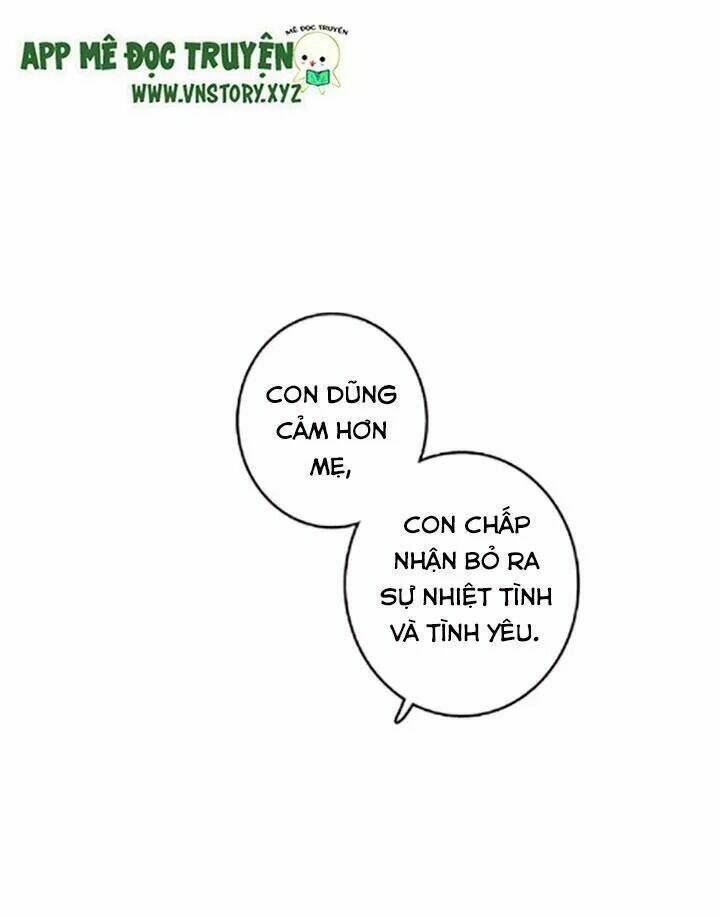 MÊ ĐỌC TRUYỆN
APP MÊ ĐỌC TRUYỆN
WWW.VNSTORY.XYZ
CON DŨNG
CẢM HƠN
MẸ,
CON CHẤP
NHẬN BỎ RA
SỰ NHIỆT TÌNH
VÀ TÌNH YÊU.